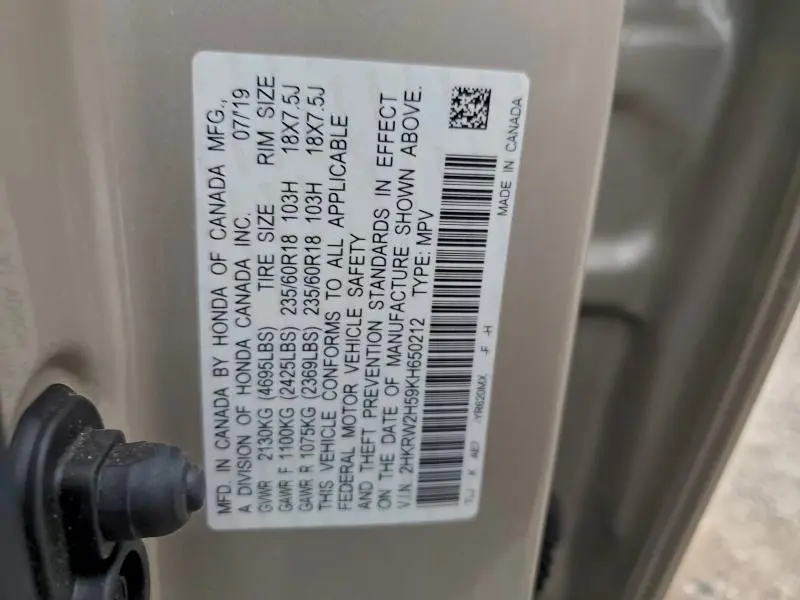 MFD. IN CANADA BY HONDA OF CANADA MFG.,
A DIVISION OF HONDA CANADA INC. 07/19
GVWR 2130KG (4695LBS) TIRE SIZE RIM SIZE
GAWR F 1100KG (2425LBS) 235/60R18 103H 18X7.5J
GAWR R 1075KG (2369LBS) 235/60R18 103H 18X7.5J
THIS VEHICLE CONFORMS TO ALL APPLICABLE
FEDERAL MOTOR VEHICLE SAFETY
AND THEFT PREVENTION STANDARDS IN EFFECT
ON THE DATE OF MANUFACTURE SHOWN ABOVE.
V.I.N. 2HKRW2H59KH650212 TYPE: MPV
TLJ K AE7 -YR620MX -F -H
MADE IN CANADA